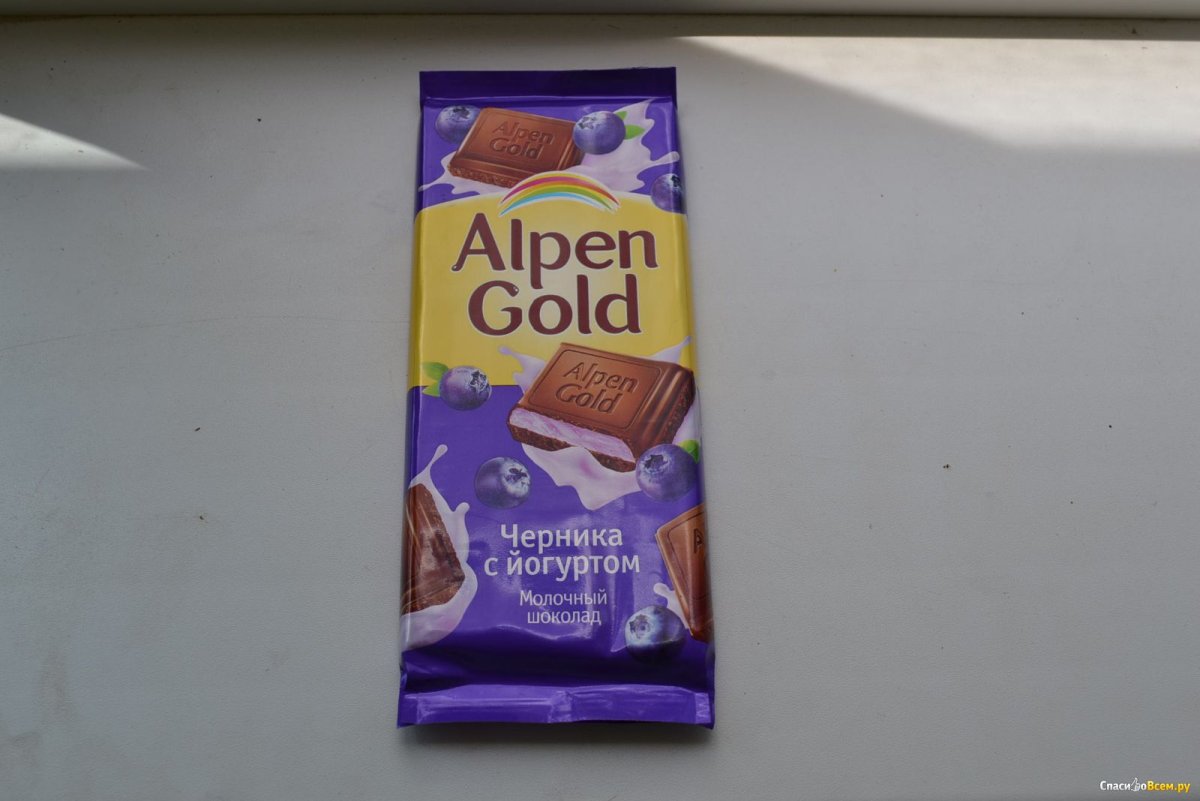 Alpen
Gold
Alpen
Gold
Alpen
Gold
Черника
с йогуртом
Молочный
шоколад
СпасибоВсем.ру